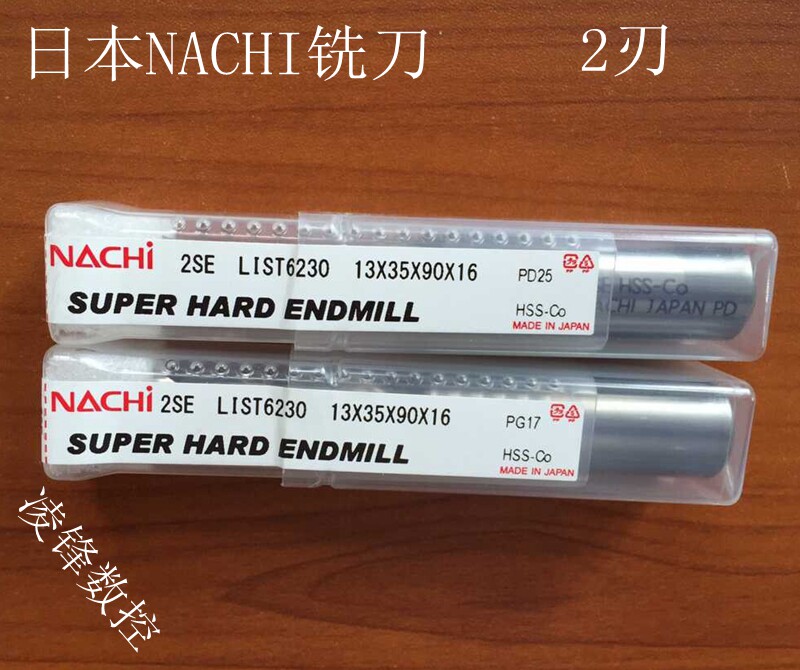 日本NACHI铣刀 2刃
NACHi 2SE LIST6230 13X35X90X16 PD25
SUPER HARD ENDMILL HSS-Co
MADE IN JAPAN
HSS-Co
NACHI JAPAN PD
NACHi 2SE LIST6230 13X35X90X16 PG17
SUPER HARD ENDMILL HSS-Co
MADE IN JAPAN
凌锋数控